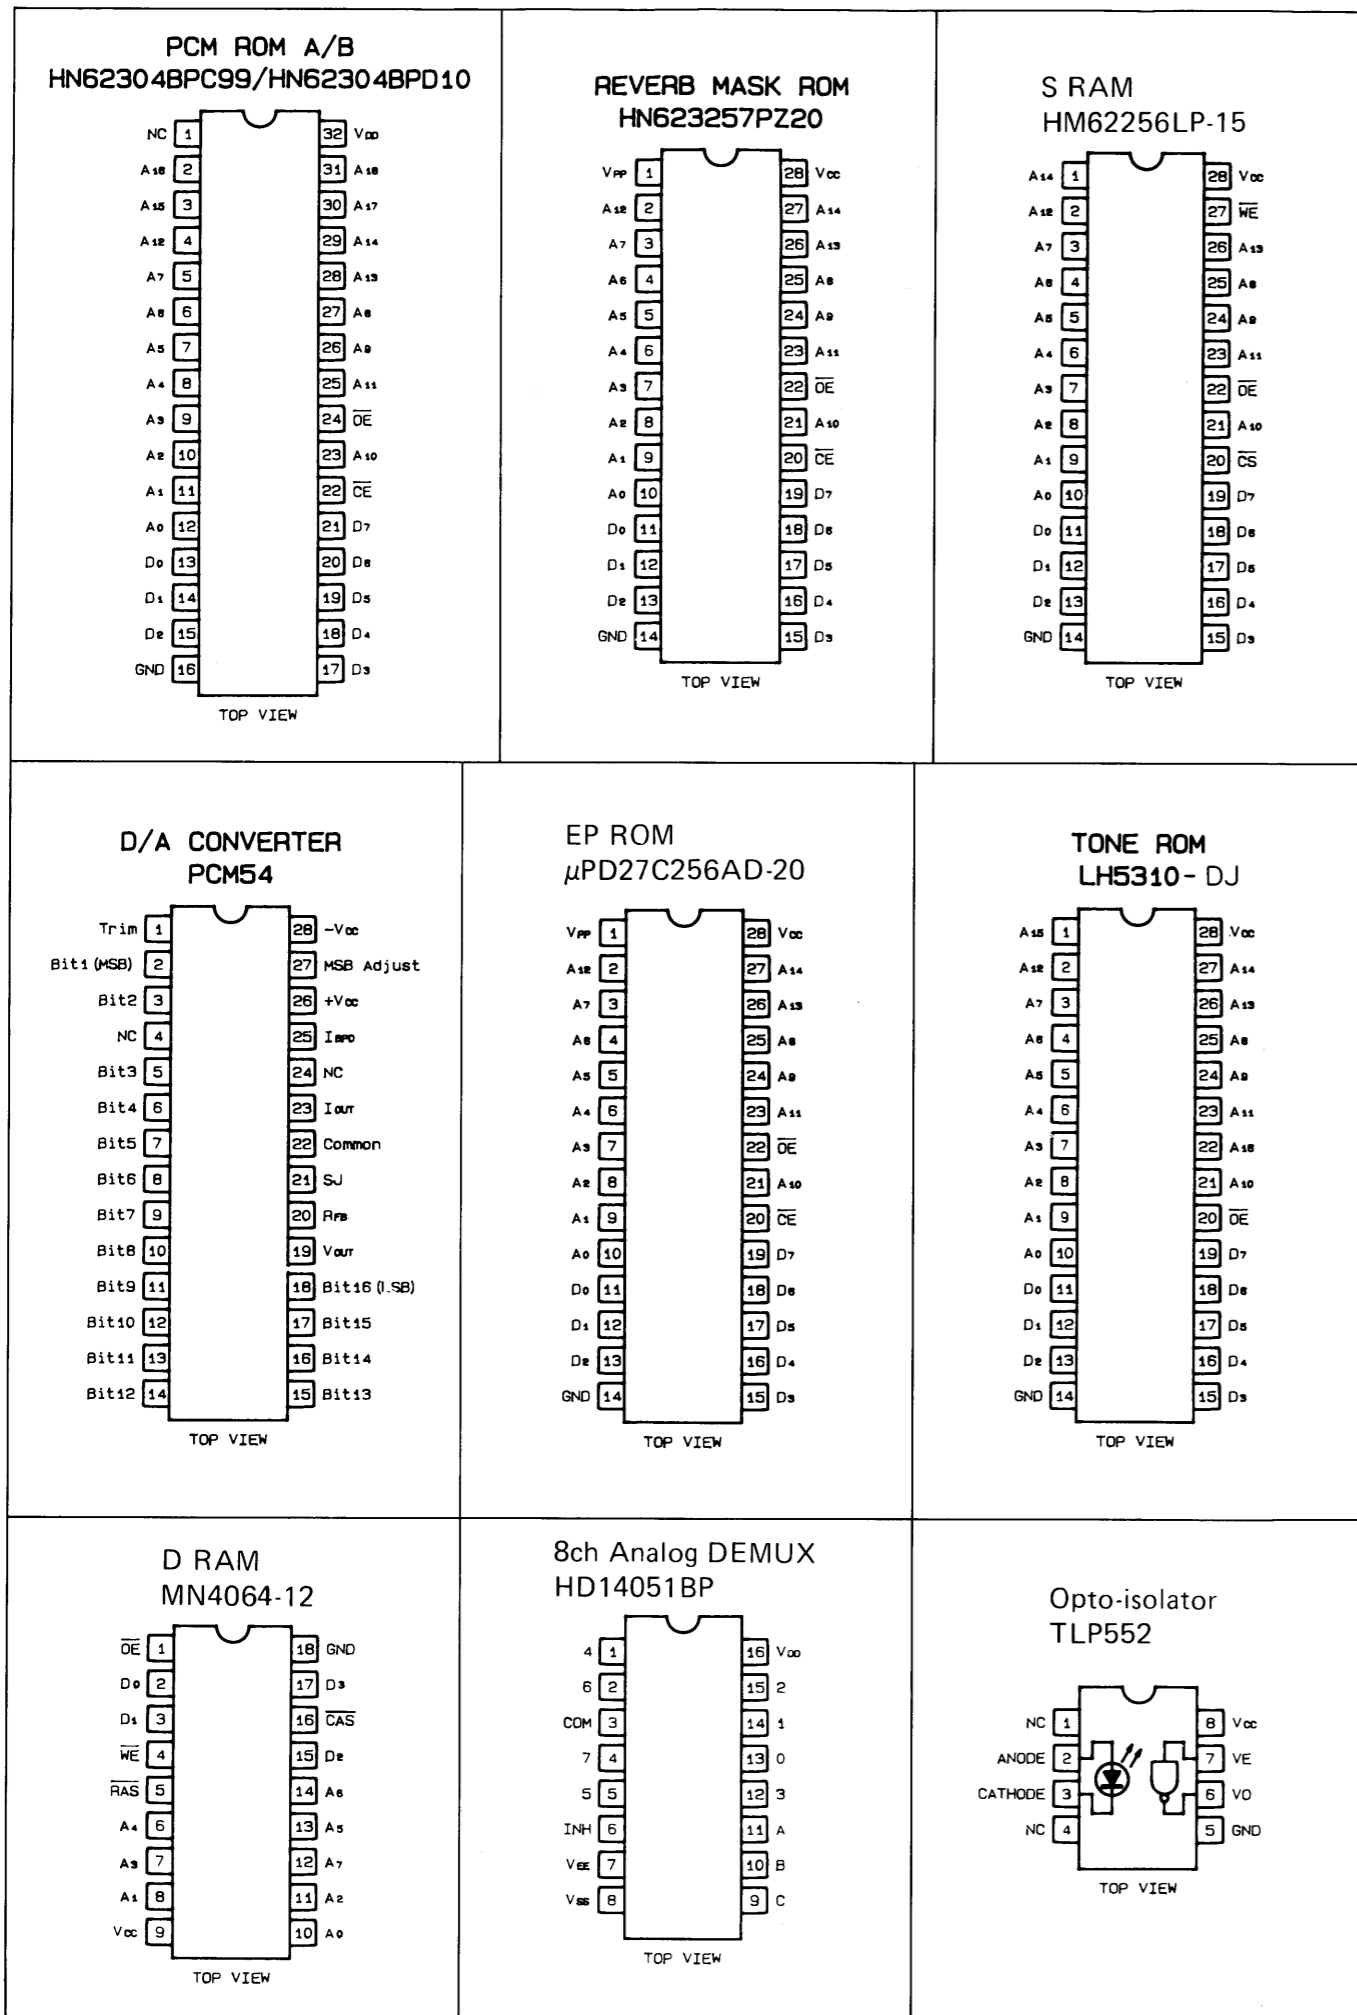 PCM ROM A/B
HN62304BPC99/HN62304BPD10
NC 1 32 VDD
A16 2 31 A18
A15 3 30 A17
A12 4 29 A14
A7 5 28 A13
A6 6 27 A8
A5 7 26 A9
A4 8 25 A11
A3 9 24 OE
A2 10 23 A10
A1 11 22 CE
A0 12 21 D7
D0 13 20 D6
D1 14 19 D5
D2 15 18 D4
GND 16 17 D3
TOP VIEW
REVERB MASK ROM
HN623257PZ20
VPP 1 28 VCC
A12 2 27 A14
A7 3 26 A13
A6 4 25 A8
A5 5 24 A9
A4 6 23 A11
A3 7 22 OE
A2 8 21 A10
A1 9 20 CE
A0 10 19 D7
D0 11 18 D6
D1 12 17 D5
D2 13 16 D4
GND 14 15 D3
TOP VIEW
S RAM
HM62256LP-15
A14 1 28 VCC
A12 2 27 WE
A7 3 26 A13
A6 4 25 A8
A5 5 24 A9
A4 6 23 A11
A3 7 22 OE
A2 8 21 A10
A1 9 20 CS
A0 10 19 D7
D0 11 18 D6
D1 12 17 D5
D2 13 16 D4
GND 14 15 D3
TOP VIEW
D/A CONVERTER
PCM54
Trim 1 28 -VCC
Bit1 (MSB) 2 27 MSB Adjust
Bit2 3 26 +VCC
NC 4 25 IBPO
Bit3 5 24 NC
Bit4 6 23 IOUT
Bit5 7 22 Common
Bit6 8 21 SJ
Bit7 9 20 RFB
Bit8 10 19 VOUT
Bit9 11 18 Bit16 (LSB)
Bit10 12 17 Bit15
Bit11 13 16 Bit14
Bit12 14 15 Bit13
TOP VIEW
EP ROM
μPD27C256AD-20
VPP 1 28 VCC
A12 2 27 A14
A7 3 26 A13
A6 4 25 A8
A5 5 24 A9
A4 6 23 A11
A3 7 22 OE
A2 8 21 A10
A1 9 20 CE
A0 10 19 D7
D0 11 18 D6
D1 12 17 D5
D2 13 16 D4
GND 14 15 D3
TOP VIEW
TONE ROM
LH5310-DJ
A15 1 28 VCC
A12 2 27 A14
A7 3 26 A13
A6 4 25 A8
A5 5 24 A9
A4 6 23 A11
A3 7 22 A16
A2 8 21 A10
A1 9 20 OE
A0 10 19 D7
D0 11 18 D6
D1 12 17 D5
D2 13 16 D4
GND 14 15 D3
TOP VIEW
D RAM
MN4064-12
OE 1 18 GND
D0 2 17 D3
D1 3 16 CAS
WE 4 15 D2
RAS 5 14 A6
A4 6 13 A5
A3 7 12 A7
A1 8 11 A2
VCC 9 10 A0
TOP VIEW
8ch Analog DEMUX
HD14051BP
4 1 16 VDD
6 2 15 2
COM 3 14 1
7 4 13 0
5 5 12 3
INH 6 11 A
VEE 7 10 B
VSS 8 9 C
TOP VIEW
Opto-isolator
TLP552
NC 1 8 VCC
ANODE 2 7 VE
CATHODE 3 6 VO
NC 4 5 GND
TOP VIEW